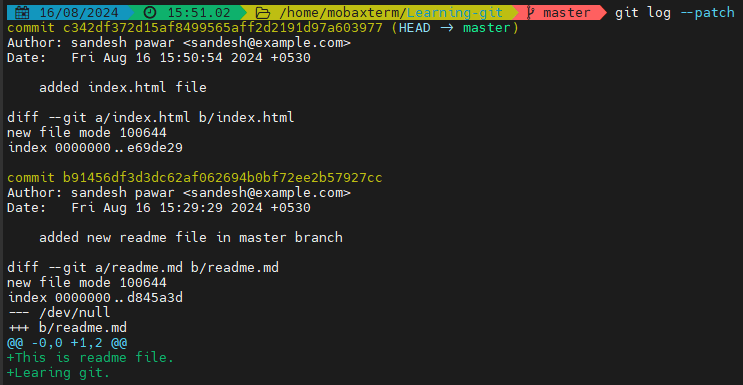 16/08/2024 15:51.02 /home/mobaxterm/Learning-git master git log --patch
commit c342df372d15af8499565aff2d2191d97a603977 (HEAD -> master)
Author: sandesh pawar <sandesh@example.com>
Date:   Fri Aug 16 15:50:54 2024 +0530
    added index.html file
diff --git a/index.html b/index.html
new file mode 100644
index 0000000..e69de29
commit b91456df3d3dc62af062694b0bf72ee2b57927cc
Author: sandesh pawar <sandesh@example.com>
Date:   Fri Aug 16 15:29:29 2024 +0530
    added new readme file in master branch
diff --git a/readme.md b/readme.md
new file mode 100644
index 0000000..d845a3d
--- /dev/null
+++ b/readme.md
@@ -0,0 +1,2 @@
+This is readme file.
+Learing git.